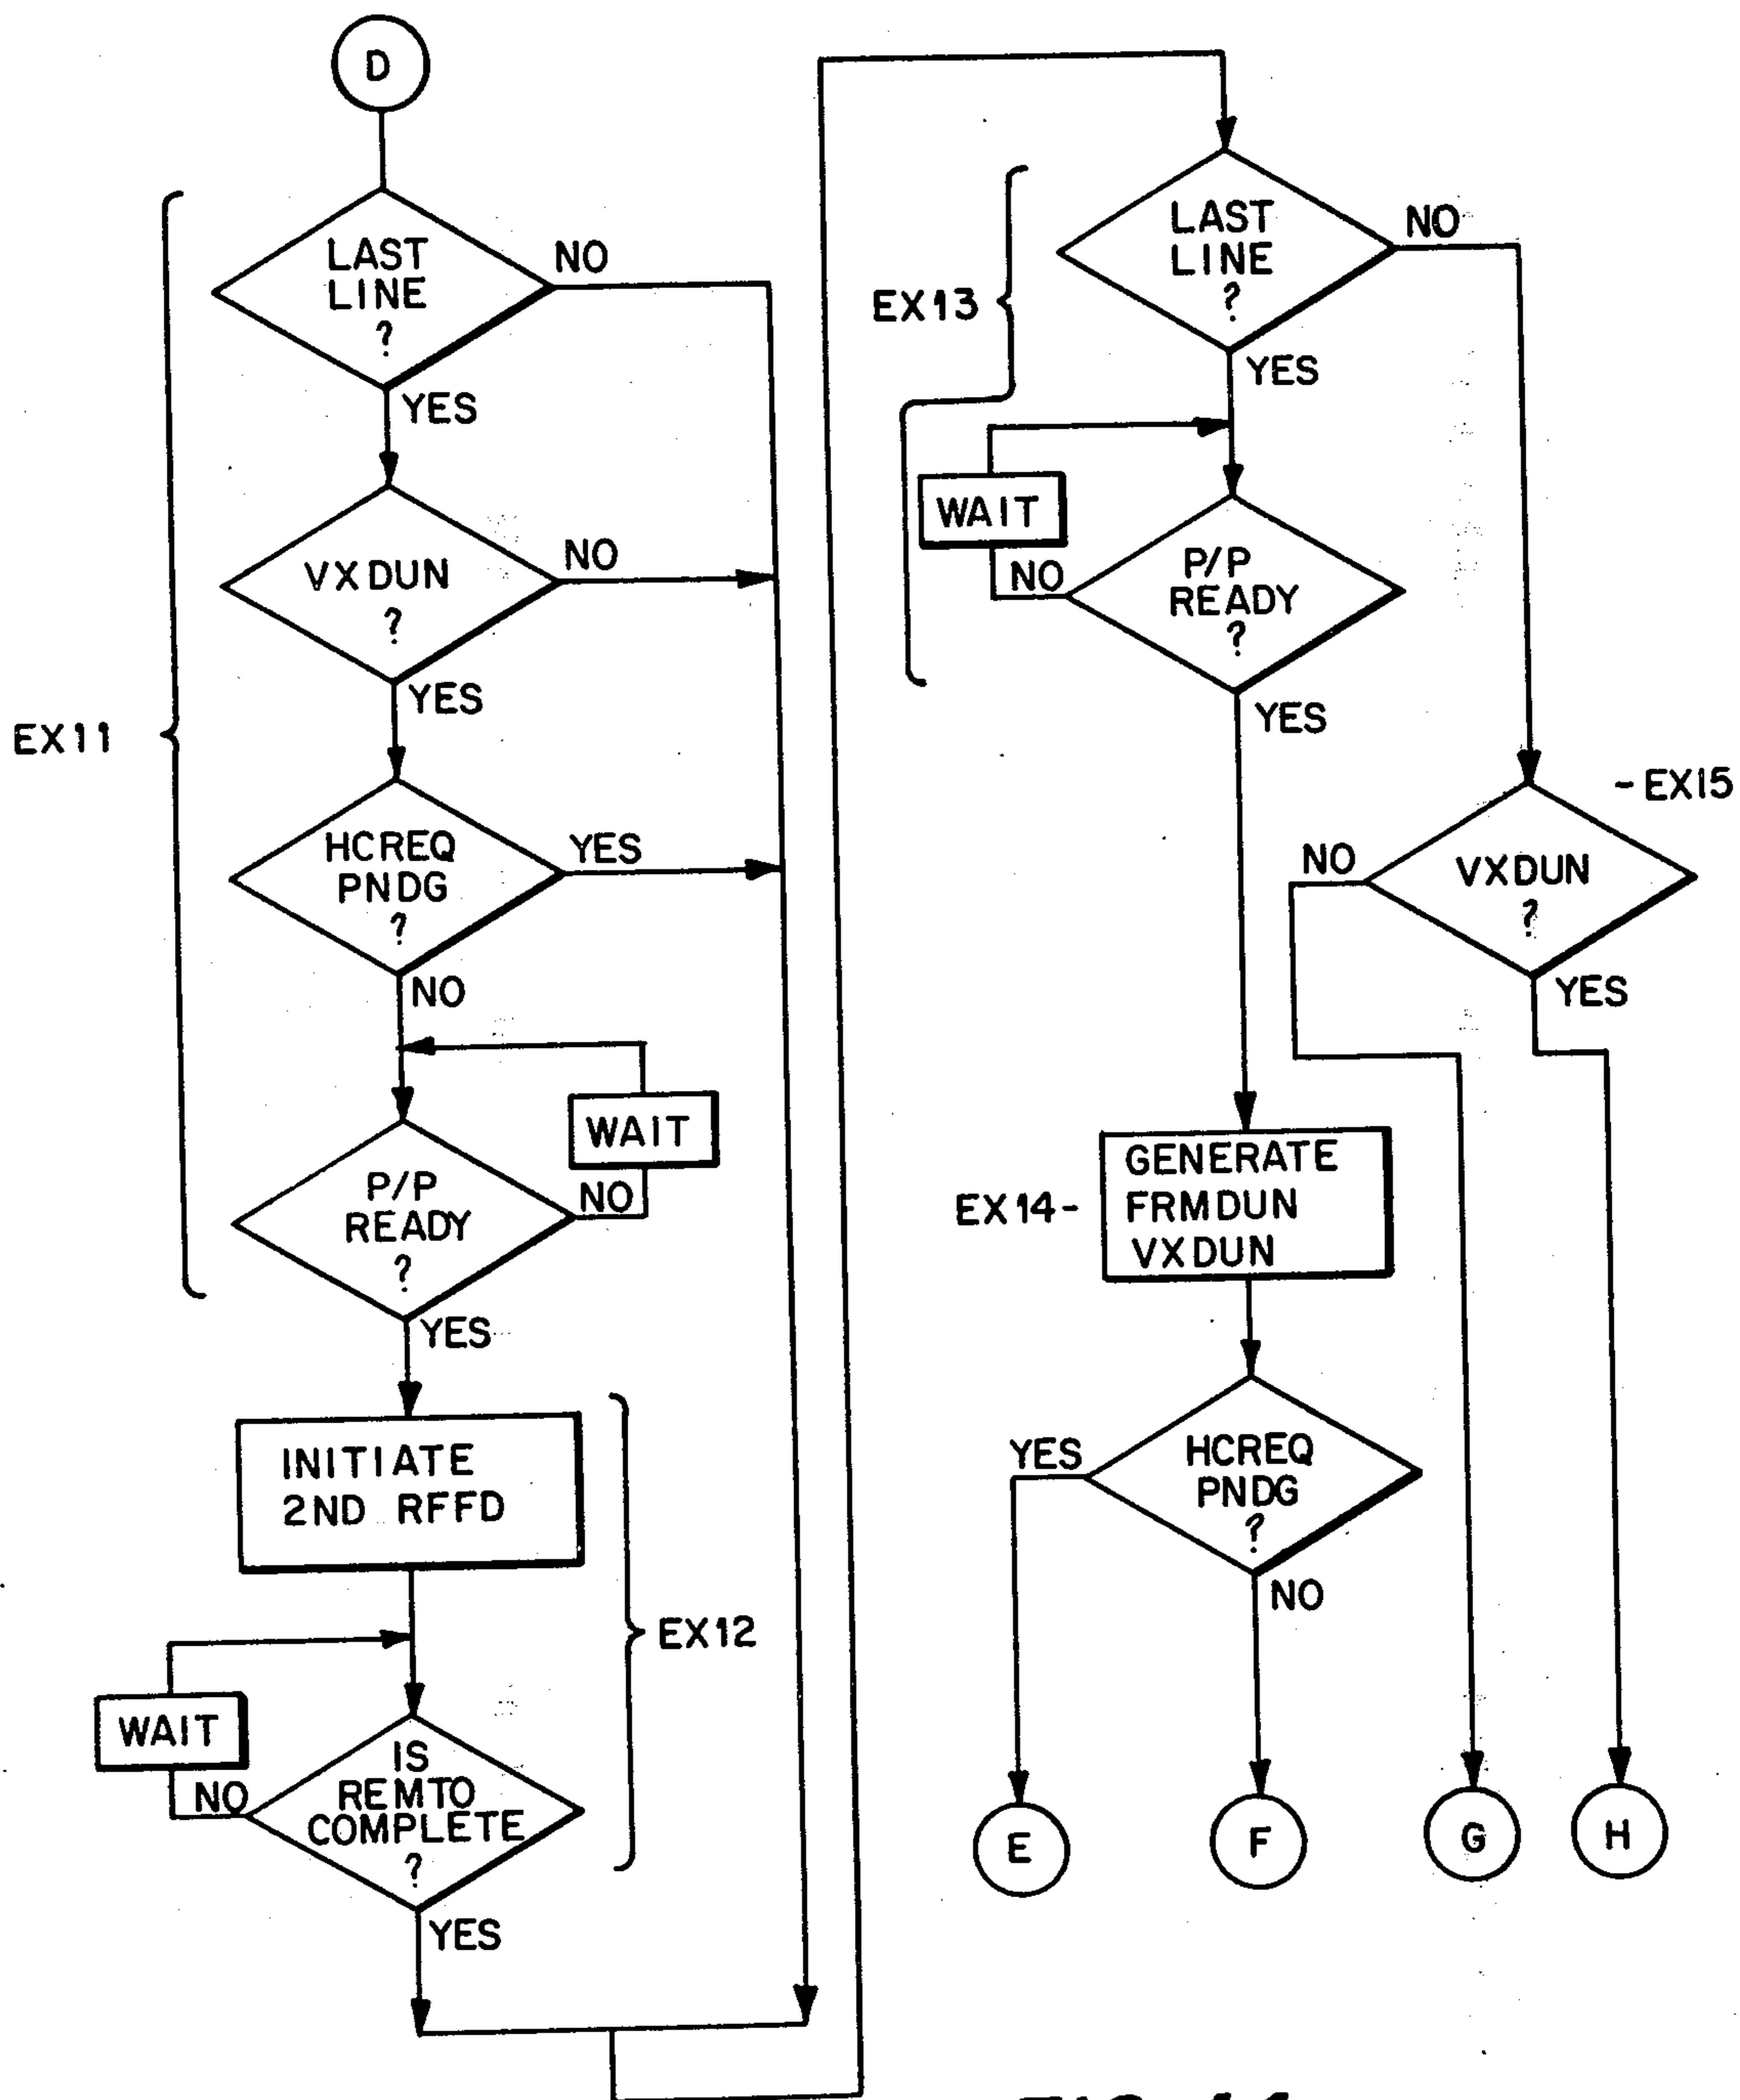 D
LAST
LINE
?
NO
YES
VXDUN
?
NO
YES
EX11
HCREQ
PNDG
?
YES
NO
WAIT
P/P
READY
?
NO
YES
INITIATE
2ND RFFD
EX12
WAIT
IS
REMTO
COMPLETE
?
NO
YES
LAST
LINE
?
NO
YES
EX13
WAIT
P/P
READY
?
NO
YES
-EX15
VXDUN
?
NO
YES
EX14-
GENERATE
FRMDUN
VXDUN
HCREQ
PNDG
?
YES
NO
E
F
G
H